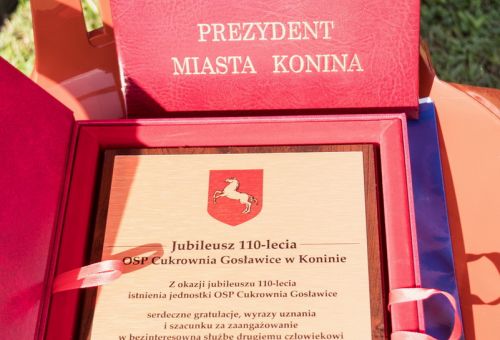 PREZYDENT
MIASTA KONINA
Jubileusz 110-lecia
OSP Cukrownia Gosławice w Koninie
Z okazji jubileuszu 110-lecia
istnienia jednostki OSP Cukrownia Gosławice
serdeczne gratulacje, wyrazy uznania
i szacunku za zaangażowanie
w bezinteresowną służbę drugiemu człowiekowi